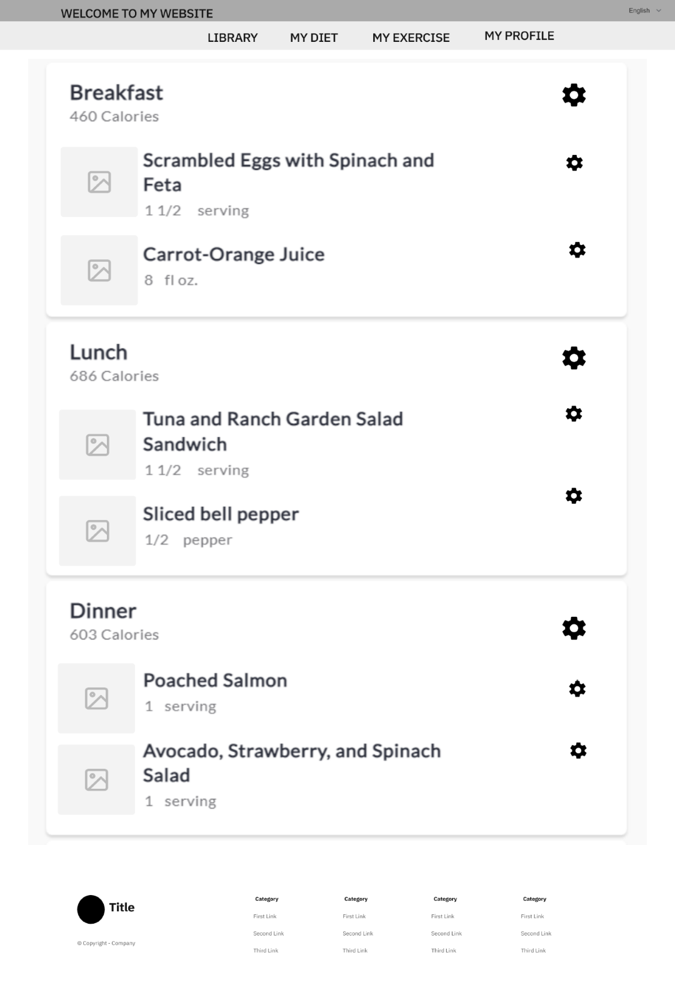 WELCOME TO MY WEBSITE
English
LIBRARY
MY DIET
MY EXERCISE
MY PROFILE
Breakfast
460 Calories
Scrambled Eggs with Spinach and
Feta
1 1/2 serving
Carrot-Orange Juice
8 fl oz.
Lunch
686 Calories
Tuna and Ranch Garden Salad
Sandwich
1 1/2 serving
Sliced bell pepper
1/2 pepper
Dinner
603 Calories
Poached Salmon
1 serving
Avocado, Strawberry, and Spinach
Salad
1 serving
Title
© Copyright - Company
Category
First Link
Second Link
Third Link
Category
First Link
Second Link
Third Link
Category
First Link
Second Link
Third Link
Category
First Link
Second Link
Third Link